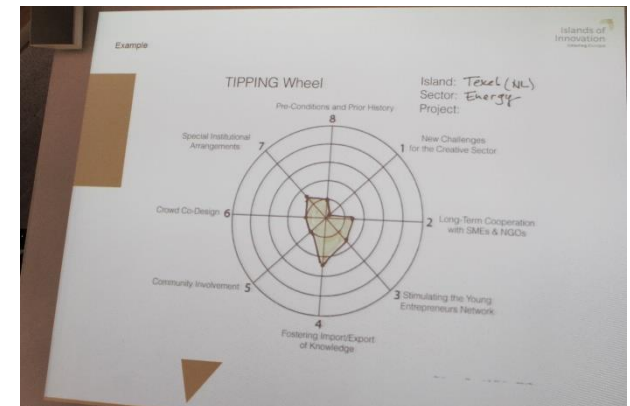 Example
islands of
innovation
TIPPING Wheel
Island: Texel (NL)
Sector: Energy
Project:
Pre-Conditions and Prior History
8
1 New Challenges
for the Creative Sector
2 Long-Term Cooperation
with SMEs & NGOs
3 Stimulating the Young
Entrepreneurs Network
4
Fostering Import/Export
of Knowledge
Community Involvement 5
Crowd Co-Design 6
Special Institutional
Arrangements 7